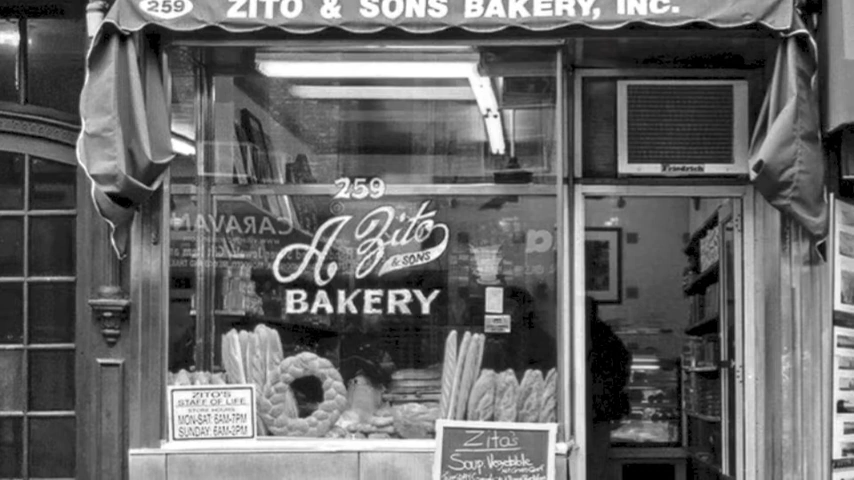 259
ZITO & SONS BAKERY, INC.
Friedrich
259
CARAVAN
A Zito
& SONS
BAKERY
ZITO'S
STAFF OF LIFE
STORE HOURS
MON-SAT: 6AM-7PM
SUNDAY: 6AM-2PM
Zito's
Soup, Vegetable